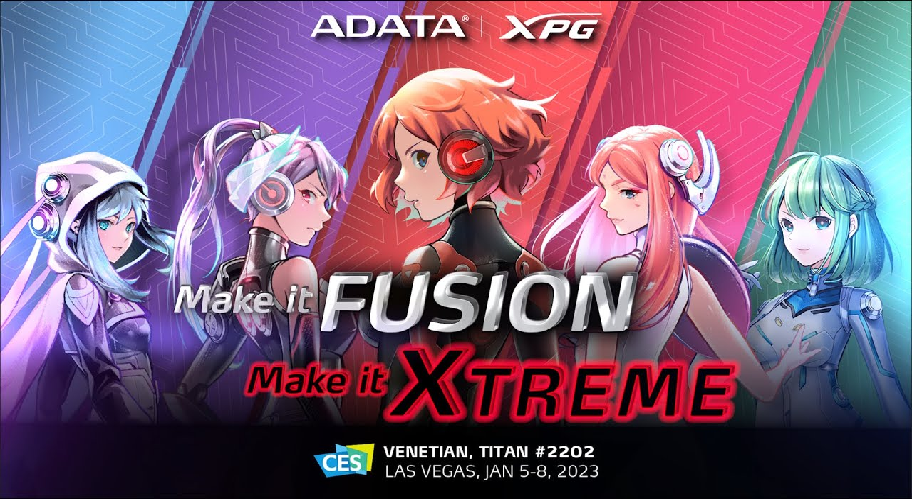 ADATA® | XPG
Make it FUSION
Make it XTREME
CES
VENETIAN, TITAN #2202
LAS VEGAS, JAN 5-8, 2023